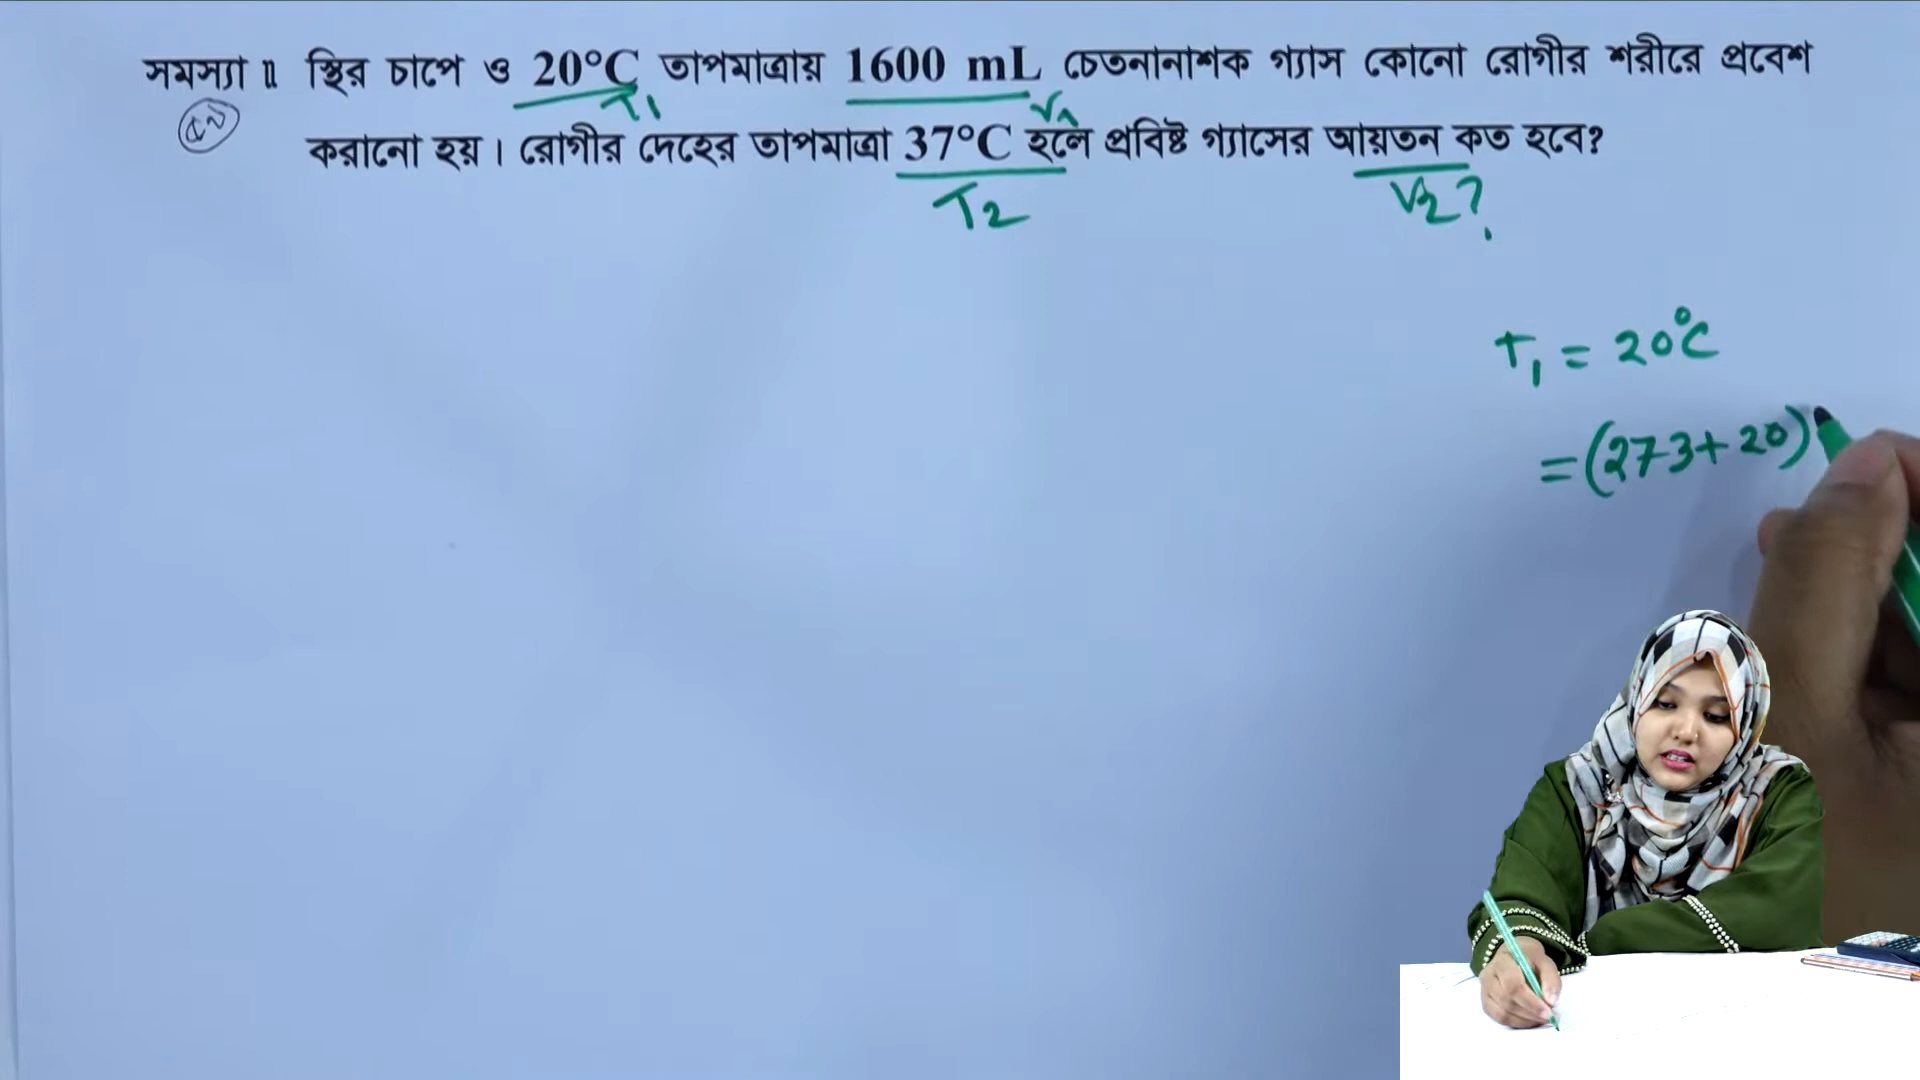 সমস্যা ॥ স্থির চাপে ও 20°C তাপমাত্রায় 1600 mL চেতনানাশক গ্যাস কোনো রোগীর শরীরে প্রবেশ
T₁ V₁
করানো হয়। রোগীর দেহের তাপমাত্রা 37°C হলে প্রবিষ্ট গ্যাসের আয়তন কত হবে?
T₂ V₂?
T₁ = 20°C
= (273+20)